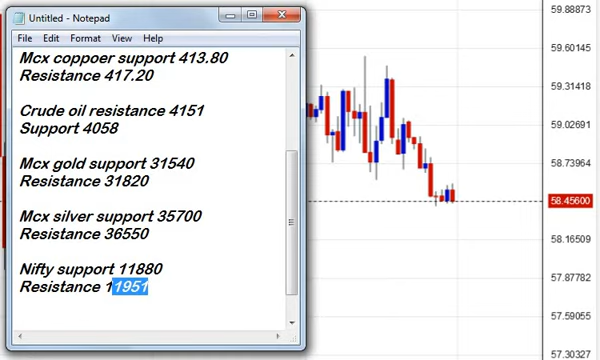 Untitled - Notepad
File Edit Format View Help
Mcx coppoer support 413.80
Resistance 417.20
Crude oil resistance 4151
Support 4058
Mcx gold support 31540
Resistance 31820
Mcx silver support 35700
Resistance 36550
Nifty support 11880
Resistance 11951
59.88873
59.60145
59.31418
59.02691
58.73964
58.45600
58.16509
57.87782
57.59055
57.30327